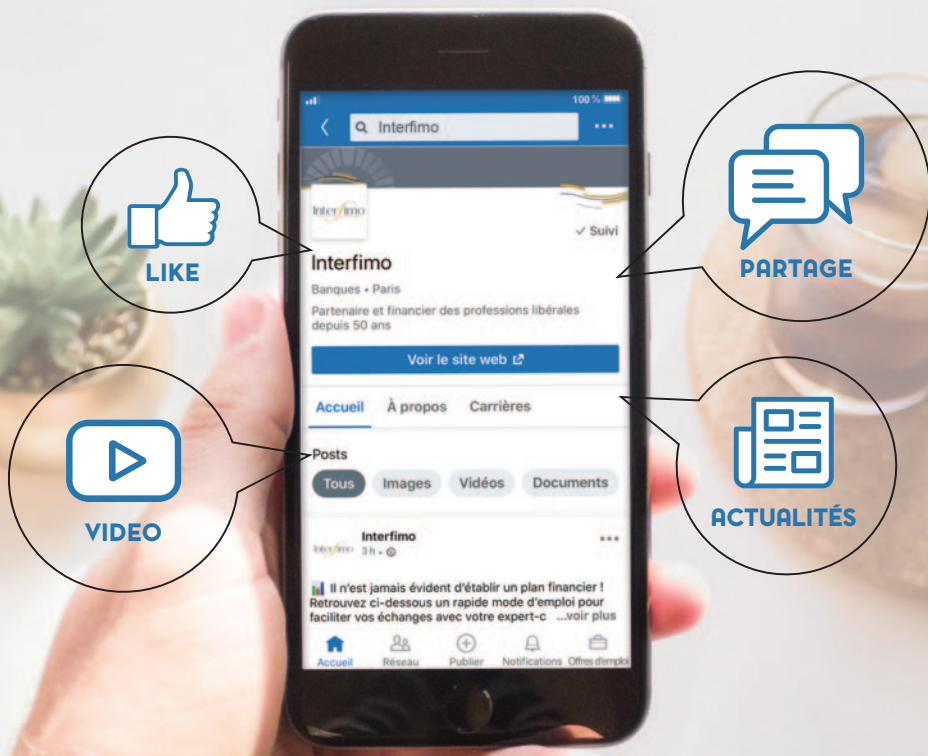 100 %
Interfimo
Interfimo
✓ Suivi
LIKE
PARTAGE
Interfimo
Banques • Paris
Partenaire et financier des professions libérales
depuis 50 ans
Voir le site web
Accueil À propos Carrières
Posts
Tous Images Vidéos Documents
VIDEO
ACTUALITÉS
Interfimo
Interfimo
3 h •
Il n'est jamais évident d'établir un plan financier !
Retrouvez ci-dessous un rapide mode d'emploi pour
faciliter vos échanges avec votre expert-c ...voir plus
Accueil Réseau Publier Notifications Offres d'emploi